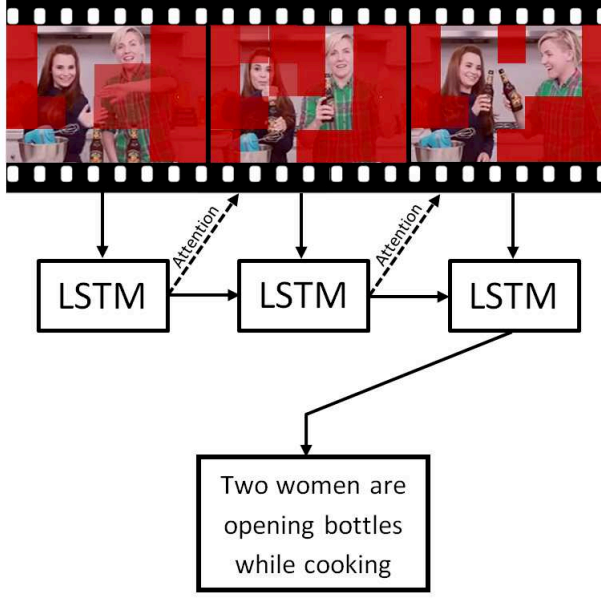 Attention
Attention
LSTM
LSTM
LSTM
Two women are
opening bottles
while cooking